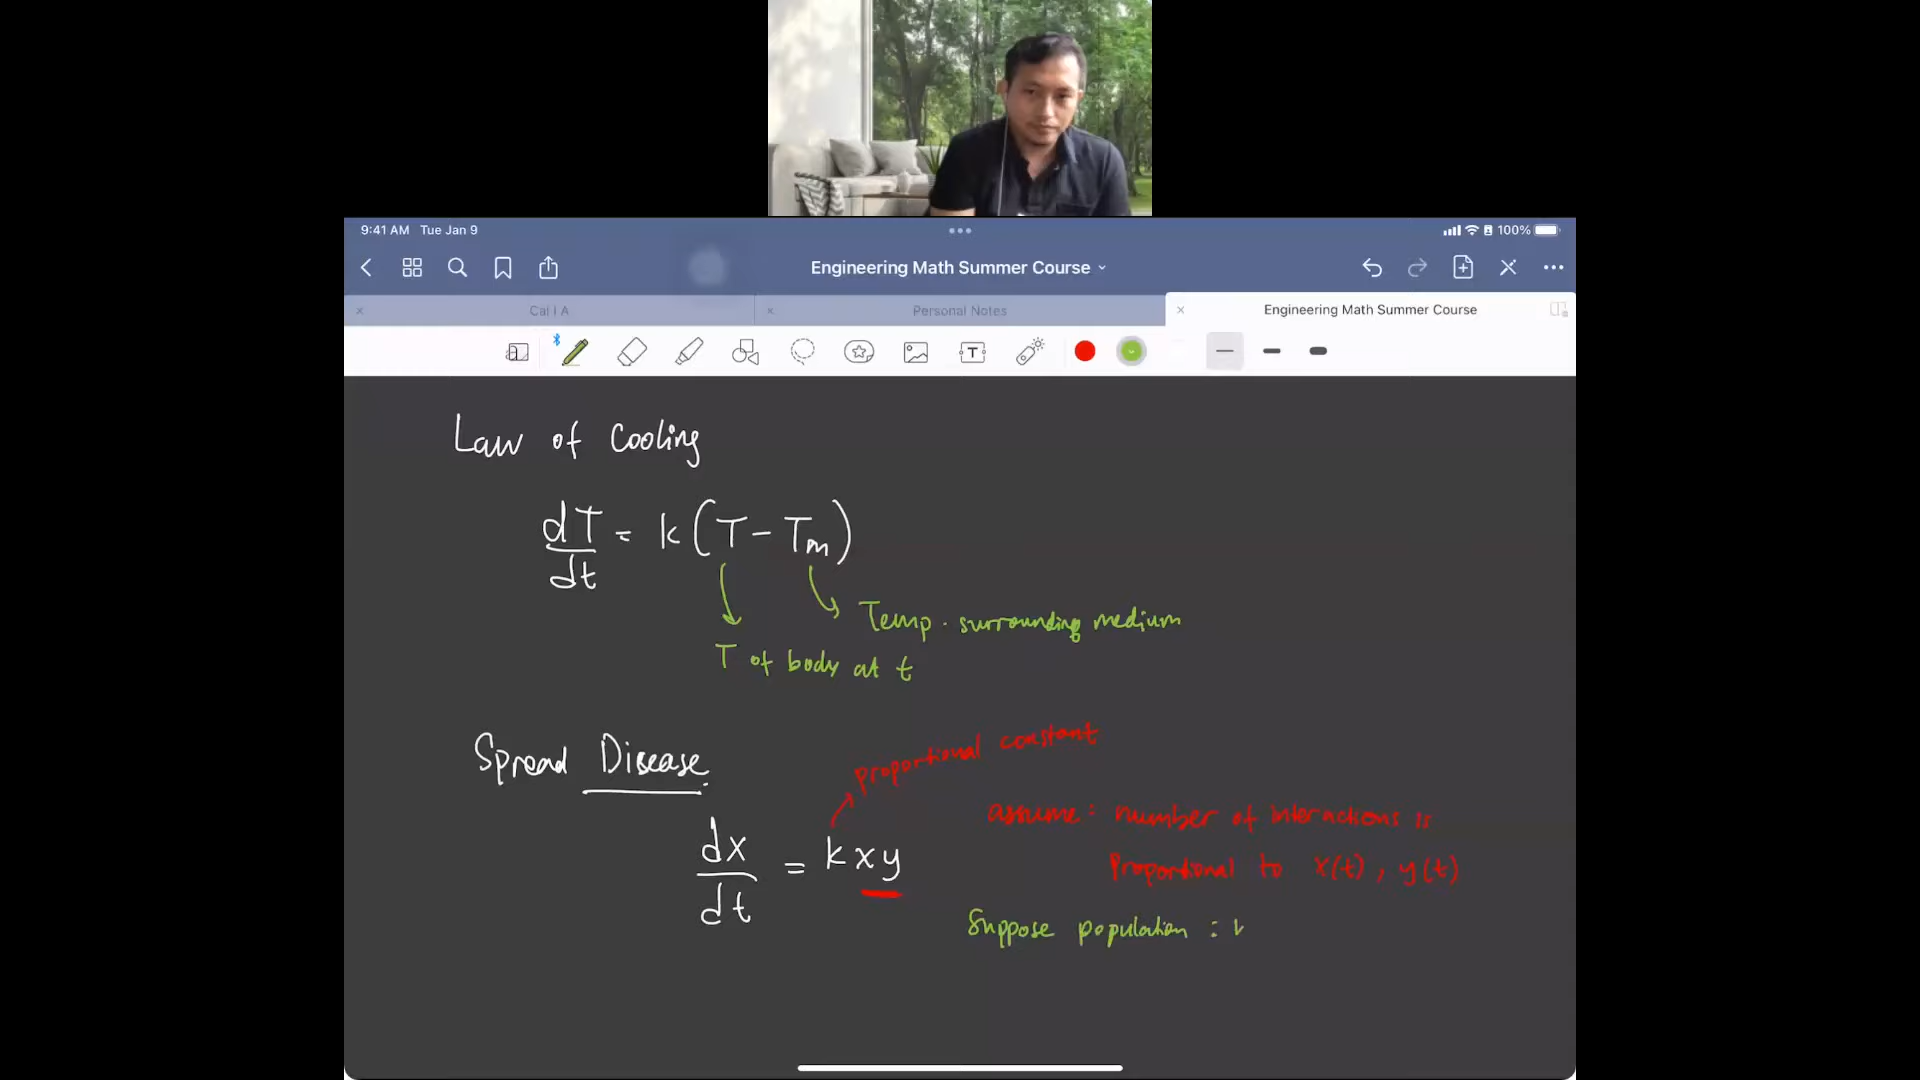 9:41 AM Tue Jan 9
100%
Engineering Math Summer Course
Cal I A
Personal Notes
Engineering Math Summer Course
Law of Cooling
dT/dt = k(T - Tm)
Temp. surrounding medium
T of body at t
Spread Disease
proportional constant
dx/dt = kxy
assume: number of interactions is
proportional to x(t), y(t)
Suppose population :